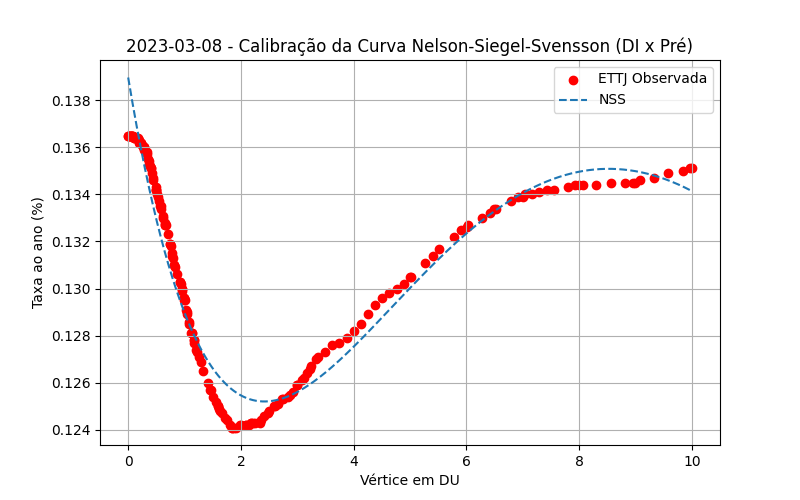 2023-03-08 - Calibração da Curva Nelson-Siegel-Svensson (DI x Pré)
ETTJ Observada
NSS
Taxa ao ano (%)
0.138
0.136
0.134
0.132
0.130
0.128
0.126
0.124
0 2 4 6 8 10
Vértice em DU